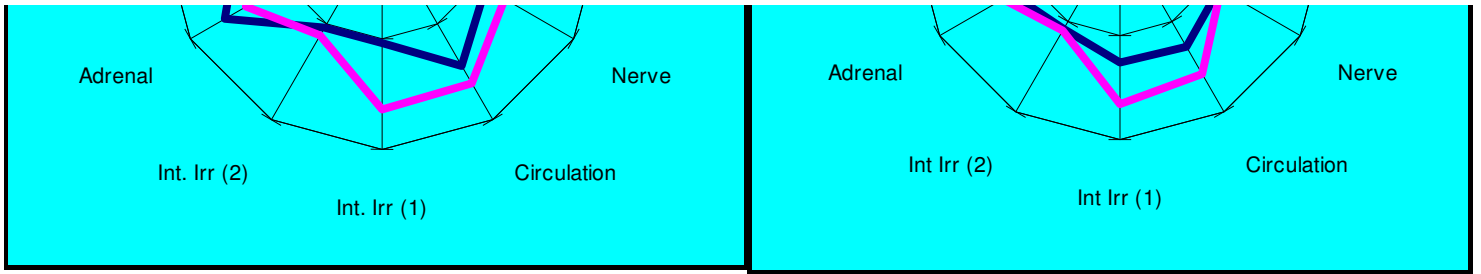 Adrenal
Nerve
Int. Irr (2)
Circulation
Int. Irr (1)
Adrenal
Nerve
Int Irr (2)
Circulation
Int Irr (1)